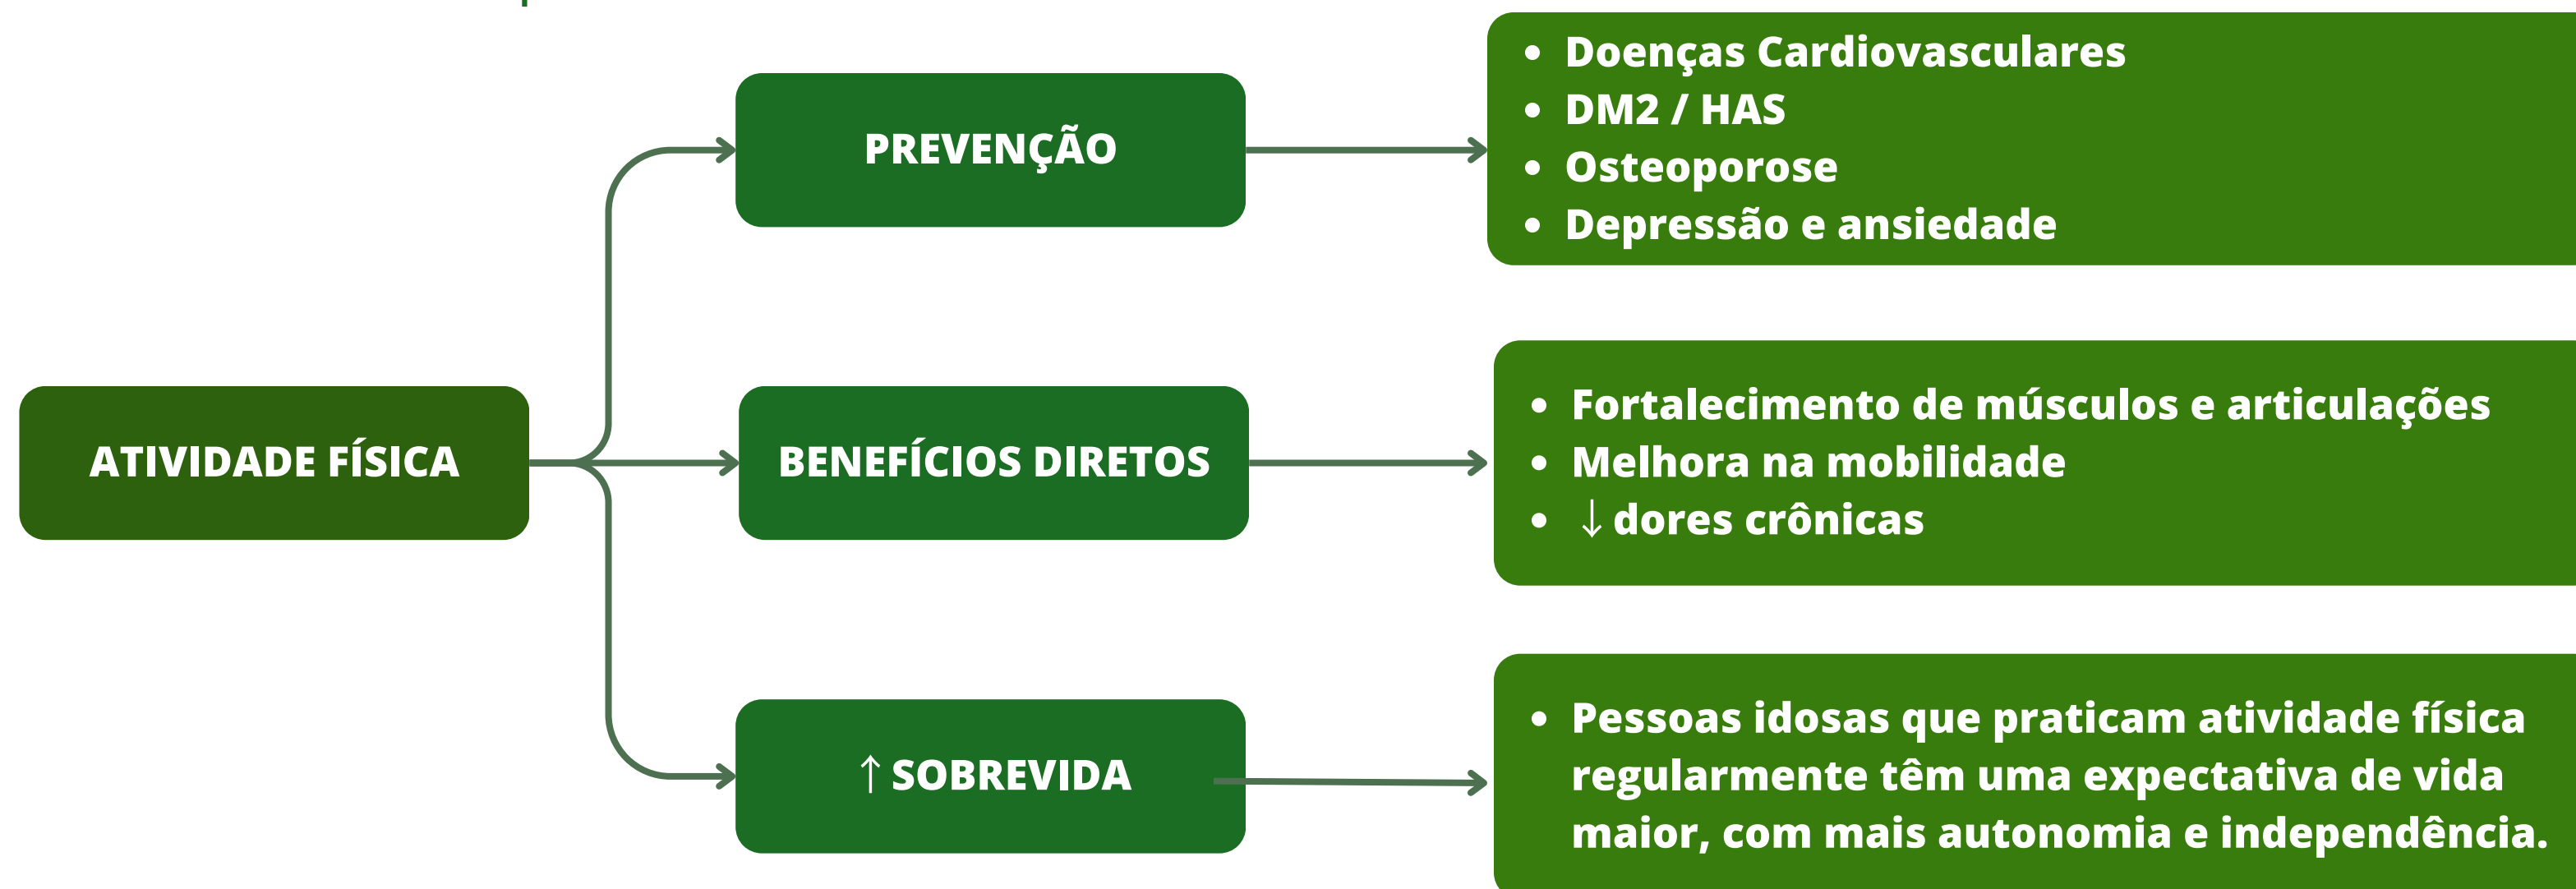 ATIVIDADE FÍSICA
PREVENÇÃO
• Doenças Cardiovasculares
• DM2 / HAS
• Osteoporose
• Depressão e ansiedade
BENEFÍCIOS DIRETOS
• Fortalecimento de músculos e articulações
• Melhora na mobilidade
• ↓ dores crônicas
↑ SOBREVIDA
• Pessoas idosas que praticam atividade física
regularmente têm uma expectativa de vida
maior, com mais autonomia e independência.